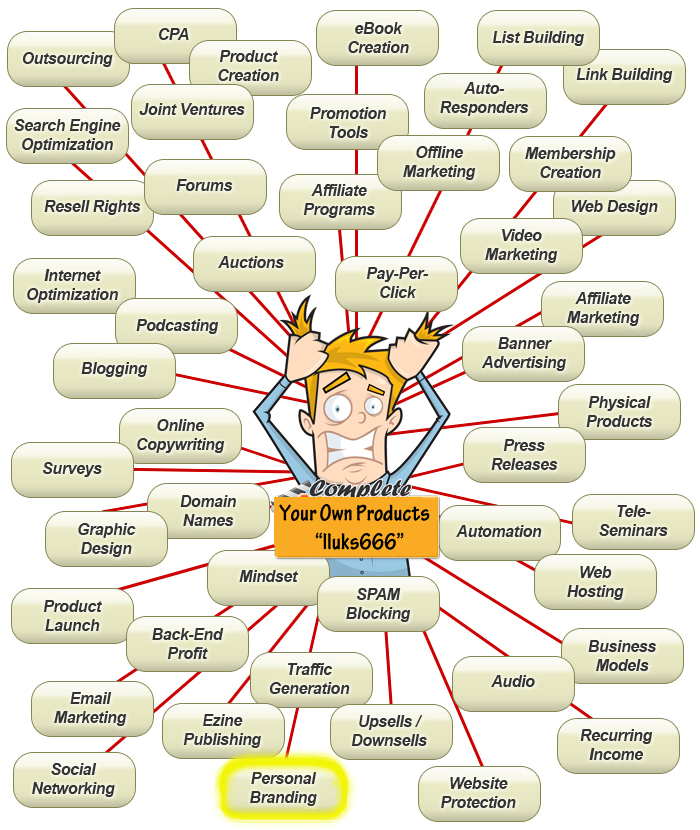 CPA
eBook
Creation
List Building
Outsourcing
Product
Creation
Link Building
Joint Ventures
Auto-
Responders
Search Engine
Optimization
Promotion
Tools
Offline
Marketing
Membership
Creation
Resell Rights
Forums
Affiliate
Programs
Web Design
Video
Marketing
Auctions
Pay-Per-
Click
Internet
Optimization
Affiliate
Marketing
Podcasting
Banner
Advertising
Blogging
Physical
Products
Online
Copywriting
Press
Releases
Surveys
Complete
Domain
Names
Your Own Products
“lluks666”
Tele-
Seminars
Graphic
Design
Automation
Mindset
Web
Hosting
SPAM
Blocking
Product
Launch
Back-End
Profit
Business
Models
Traffic
Generation
Audio
Email
Marketing
Ezine
Publishing
Upsells /
Downsells
Recurring
Income
Social
Networking
Personal
Branding
Website
Protection